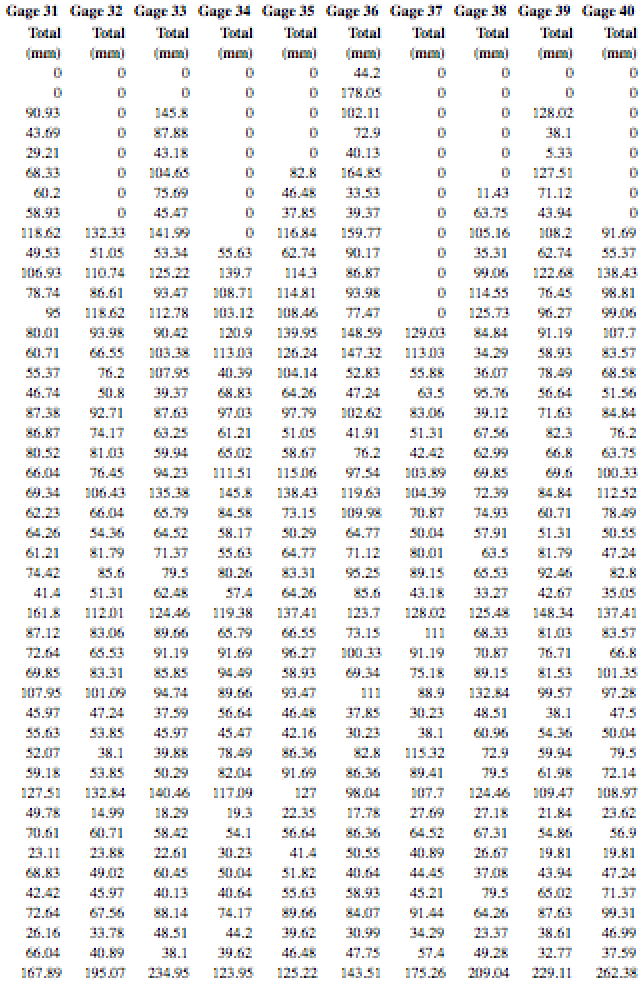 Gage 31 Gage 32 Gage 33 Gage 34 Gage 35 Gage 36 Gage 37 Gage 38 Gage 39 Gage 40
Total Total Total Total Total Total Total Total Total Total
(mm) (mm) (mm) (mm) (mm) (mm) (mm) (mm) (mm) (mm)
0 0 0 0 0 44.2 0 0 0 0
0 0 0 0 0 178.05 0 0 0 0
90.93 0 145.8 0 0 102.11 0 0 128.02 0
43.69 0 87.88 0 0 72.9 0 0 38.1 0
29.21 0 43.18 0 0 40.13 0 0 5.33 0
68.33 0 104.65 0 82.8 164.85 0 0 127.51 0
60.2 0 75.69 0 46.48 33.53 0 11.43 71.12 0
58.93 0 45.47 0 37.85 39.37 0 63.75 43.94 0
118.62 132.33 141.99 0 116.84 159.77 0 105.16 108.2 91.69
49.53 51.05 53.34 55.63 62.74 90.17 0 35.31 62.74 55.37
106.93 110.74 125.22 139.7 114.3 86.87 0 99.06 122.68 138.43
78.74 86.61 93.47 108.71 114.81 93.98 0 114.55 76.45 98.81
95 118.62 112.78 103.12 108.46 77.47 0 125.73 96.27 99.06
80.01 93.98 90.42 120.9 139.95 148.59 129.03 84.84 91.19 107.7
60.71 66.55 103.38 113.03 126.24 147.32 113.03 34.29 58.93 83.57
55.37 76.2 107.95 40.39 104.14 52.83 55.88 36.07 78.49 68.58
46.74 50.8 39.37 68.83 64.26 47.24 63.5 95.76 56.64 51.56
87.38 92.71 87.63 97.03 97.79 102.62 83.06 39.12 71.63 84.84
86.87 74.17 63.25 61.21 51.05 41.91 51.31 67.56 82.3 76.2
80.52 81.03 59.94 65.02 58.67 76.2 42.42 62.99 66.8 63.75
66.04 76.45 94.23 111.51 115.06 97.54 103.89 69.85 69.6 100.33
69.34 106.43 135.38 145.8 138.43 119.63 104.39 72.39 84.84 112.52
62.23 66.04 65.79 84.58 73.15 109.98 70.87 74.93 60.71 78.49
64.26 54.36 64.52 58.17 50.29 64.77 50.04 57.91 51.31 50.55
61.21 81.79 71.37 55.63 64.77 71.12 80.01 63.5 81.79 47.24
74.42 85.6 79.5 80.26 83.31 95.25 89.15 65.53 92.46 82.8
41.4 51.31 62.48 57.4 64.26 85.6 43.18 33.27 42.67 35.05
161.8 112.01 124.46 119.38 137.41 123.7 128.02 125.48 148.34 137.41
87.12 83.06 89.66 65.79 66.55 73.15 111 68.33 81.03 83.57
72.64 65.53 91.19 91.69 96.27 100.33 91.19 70.87 76.71 66.8
69.85 83.31 85.85 94.49 58.93 69.34 75.18 89.15 81.53 101.35
107.95 101.09 94.74 89.66 93.47 111 88.9 132.84 99.57 97.28
45.97 47.24 37.59 56.64 46.48 37.85 30.23 48.51 38.1 47.5
55.63 53.85 45.97 45.47 42.16 30.23 38.1 60.96 54.36 50.04
52.07 38.1 39.88 78.49 86.36 82.8 115.32 72.9 59.94 79.5
59.18 53.85 50.29 82.04 91.69 86.36 89.41 79.5 61.98 72.14
127.51 132.84 140.46 117.09 127 98.04 107.7 124.46 109.47 108.97
49.78 14.99 18.29 19.3 22.35 17.78 27.69 27.18 21.84 23.62
70.61 60.71 58.42 54.1 56.64 86.36 64.52 67.31 54.86 56.9
23.11 23.88 22.61 30.23 41.4 50.55 40.89 26.67 19.81 19.81
68.83 49.02 60.45 50.04 51.82 40.64 44.45 37.08 43.94 47.24
42.42 45.97 40.13 40.64 55.63 58.93 45.21 79.5 65.02 71.37
72.64 67.56 88.14 74.17 89.66 84.07 91.44 64.26 87.63 99.31
26.16 33.78 48.51 44.2 39.62 30.99 34.29 23.37 38.61 46.99
66.04 40.89 38.1 39.62 46.48 47.75 57.4 49.28 32.77 37.59
167.89 195.07 234.95 123.95 125.22 143.51 175.26 209.04 229.11 262.38